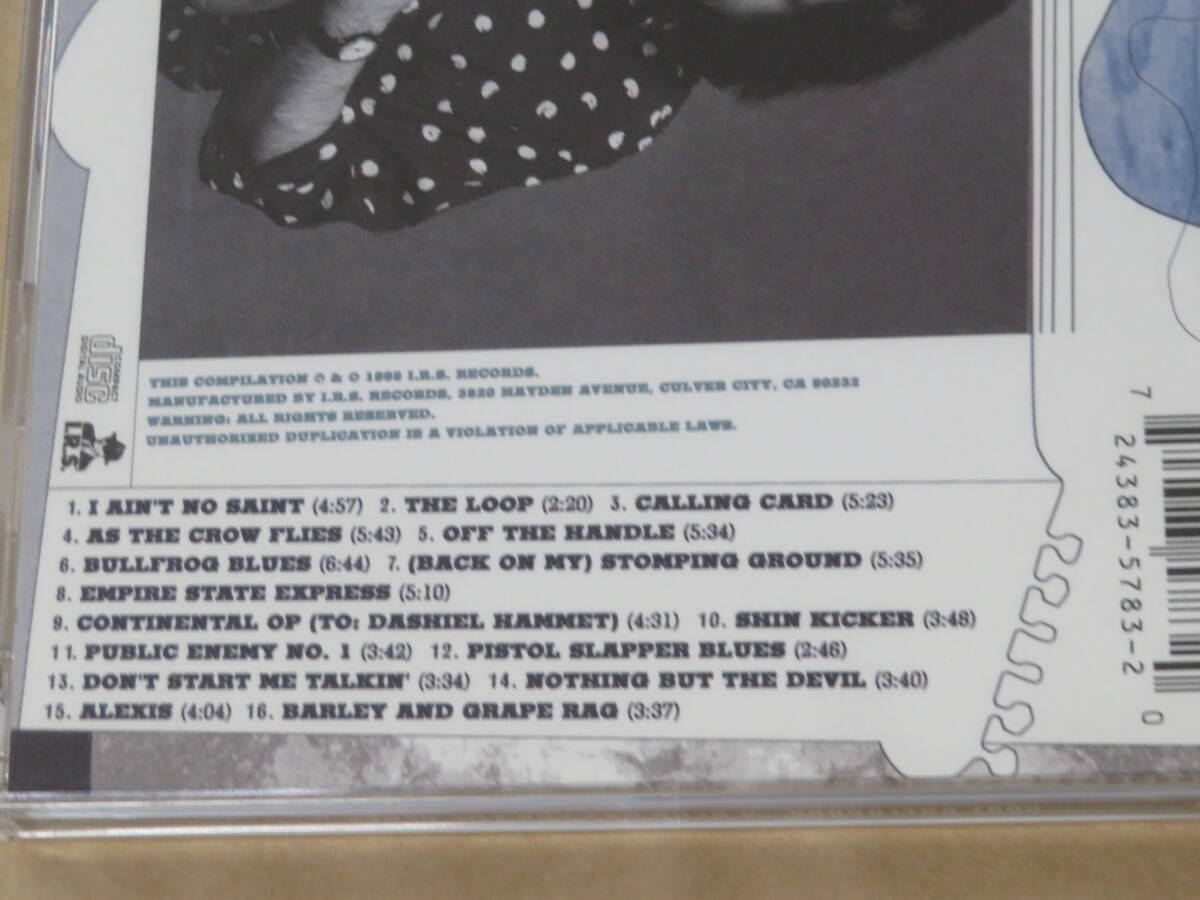 THIS COMPILATION ℗ & © I.R.S. RECORDS.
MANUFACTURED BY I.R.S. RECORDS, 3520 HAYDEN AVENUE, CULVER CITY, CA 90232
WARNING: ALL RIGHTS RESERVED.
UNAUTHORIZED DUPLICATION IS A VIOLATION OF APPLICABLE LAWS.
COMPACT
disc
DIGITAL AUDIO
I.R.S.
1. I AIN'T NO SAINT (4:57) 2. THE LOOP (2:20) 3. CALLING CARD (5:23)
4. AS THE CROW FLIES (5:43) 5. OFF THE HANDLE (5:34)
6. BULLFROG BLUES (6:44) 7. (BACK ON MY) STOMPING GROUND (5:35)
8. EMPIRE STATE EXPRESS (5:10)
9. CONTINENTAL OP (TO: DASHIEL HAMMET) (4:31) 10. SHIN KICKER (3:48)
11. PUBLIC ENEMY NO. 1 (3:42) 12. PISTOL SLAPPER BLUES (2:46)
13. DON'T START ME TALKIN' (3:34) 14. NOTHING BUT THE DEVIL (3:40)
15. ALEXIS (4:04) 16. BARLEY AND GRAPE RAG (3:37)
7 24383-5783-2 0